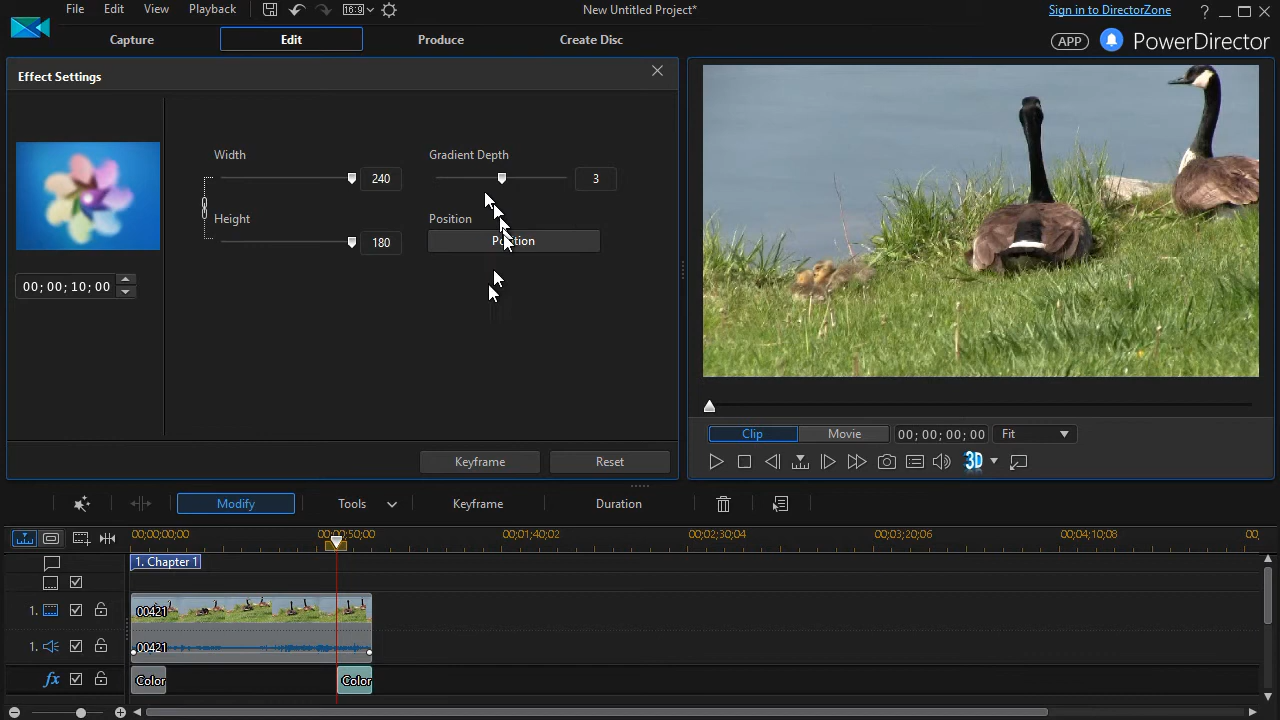 File Edit View Playback 16:9 New Untitled Project* Sign in to DirectorZone ?
Capture Edit Produce Create Disc APP PowerDirector
Effect Settings
Width Gradient Depth
240 3
Height Position
180 Position
00; 00; 10; 00
Clip Movie 00; 00; 00; 00 Fit
3D
Keyframe Reset
Modify Tools Keyframe Duration
00;00;00;00 00;00;50;00 00;01;40;02 00;02;30;04 00;03;20;06 00;04;10;08 00;
1. Chapter 1
1. 00421
1. 00421
fx Color Color